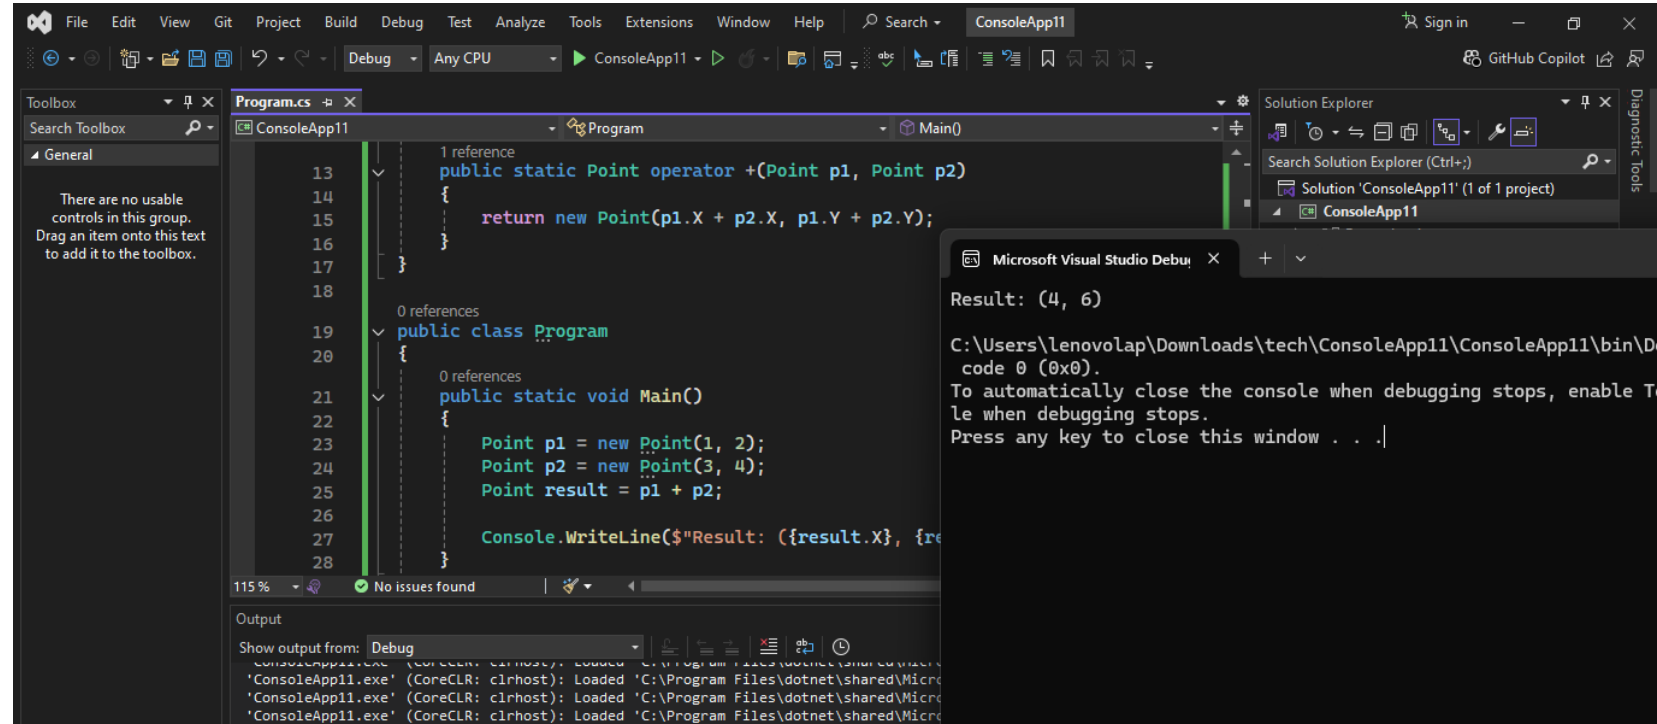 File Edit View Git Project Build Debug Test Analyze Tools Extensions Window Help Search ConsoleApp11 Sign in
Debug Any CPU ConsoleApp11 GitHub Copilot
Toolbox
Search Toolbox
General
There are no usable
controls in this group.
Drag an item onto this text
to add it to the toolbox.
Program.cs
C# ConsoleApp11 Program Main()
1 reference
13 public static Point operator +(Point p1, Point p2)
14 {
15 return new Point(p1.X + p2.X, p1.Y + p2.Y);
16 }
17 }
18
0 references
19 public class Program
20 {
0 references
21 public static void Main()
22 {
23 Point p1 = new Point(1, 2);
24 Point p2 = new Point(3, 4);
25 Point result = p1 + p2;
26
27 Console.WriteLine($"Result: ({result.X}, {re
28 }
115 % No issues found
Output
Show output from: Debug
'ConsoleApp11.exe' (CoreCLR: clrhost): Loaded 'C:\Program Files\dotnet\shared\Micro
'ConsoleApp11.exe' (CoreCLR: clrhost): Loaded 'C:\Program Files\dotnet\shared\Micro
'ConsoleApp11.exe' (CoreCLR: clrhost): Loaded 'C:\Program Files\dotnet\shared\Micro
'ConsoleApp11.exe' (CoreCLR: clrhost): Loaded 'C:\Program Files\dotnet\shared\Micro
Solution Explorer
Search Solution Explorer (Ctrl+;)
Solution 'ConsoleApp11' (1 of 1 project)
C# ConsoleApp11
Diagnostic Tools
Microsoft Visual Studio Debu
Result: (4, 6)
C:\Users\lenovolap\Downloads\tech\ConsoleApp11\ConsoleApp11\bin\D
code 0 (0x0).
To automatically close the console when debugging stops, enable T
le when debugging stops.
Press any key to close this window . . .